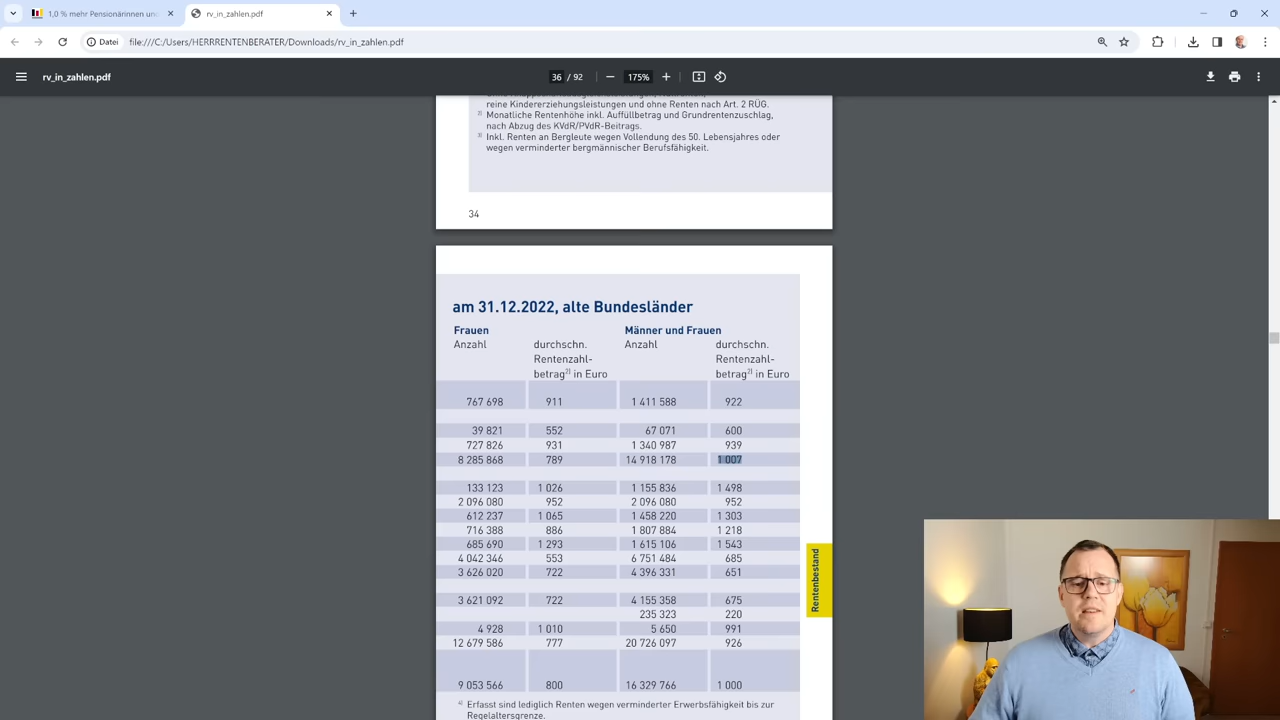 1,0 % mehr Pensionärinnen und
rv_in_zahlen.pdf
Datei
file:///C:/Users/HERRRENTENBERATER/Downloads/rv_in_zahlen.pdf
rv_in_zahlen.pdf
36 / 92
175%
reine Kindererziehungsleistungen und ohne Renten nach Art. 2 RÜG.
2) Monatliche Rentenhöhe inkl. Auffüllbetrag und Grundrentenzuschlag,
nach Abzug des KVdR/PVdR-Beitrags.
3) Inkl. Renten an Bergleute wegen Vollendung des 50. Lebensjahres oder
wegen verminderter bergmännischer Berufsfähigkeit.
34
am 31.12.2022, alte Bundesländer
Frauen Männer und Frauen
Anzahl durchschn. Anzahl durchschn.
Rentenzahl- Rentenzahl-
betrag2) in Euro betrag2) in Euro
767 698 911 1 411 588 922
39 821 552 67 071 600
727 826 931 1 340 987 939
8 285 868 789 14 918 178 1 007
133 123 1 026 1 155 836 1 498
2 096 080 952 2 096 080 952
612 237 1 065 1 458 220 1 303
716 388 886 1 807 884 1 218
685 690 1 293 1 615 106 1 543
4 042 346 553 6 751 484 685
3 626 020 722 4 396 331 651
3 621 092 722 4 155 358 675
235 323 220
4 928 1 010 5 650 991
12 679 586 777 20 726 097 926
9 053 566 800 16 329 766 1 000
Rentenbestand
4) Erfasst sind lediglich Renten wegen verminderter Erwerbsfähigkeit bis zur
Regelaltersgrenze.